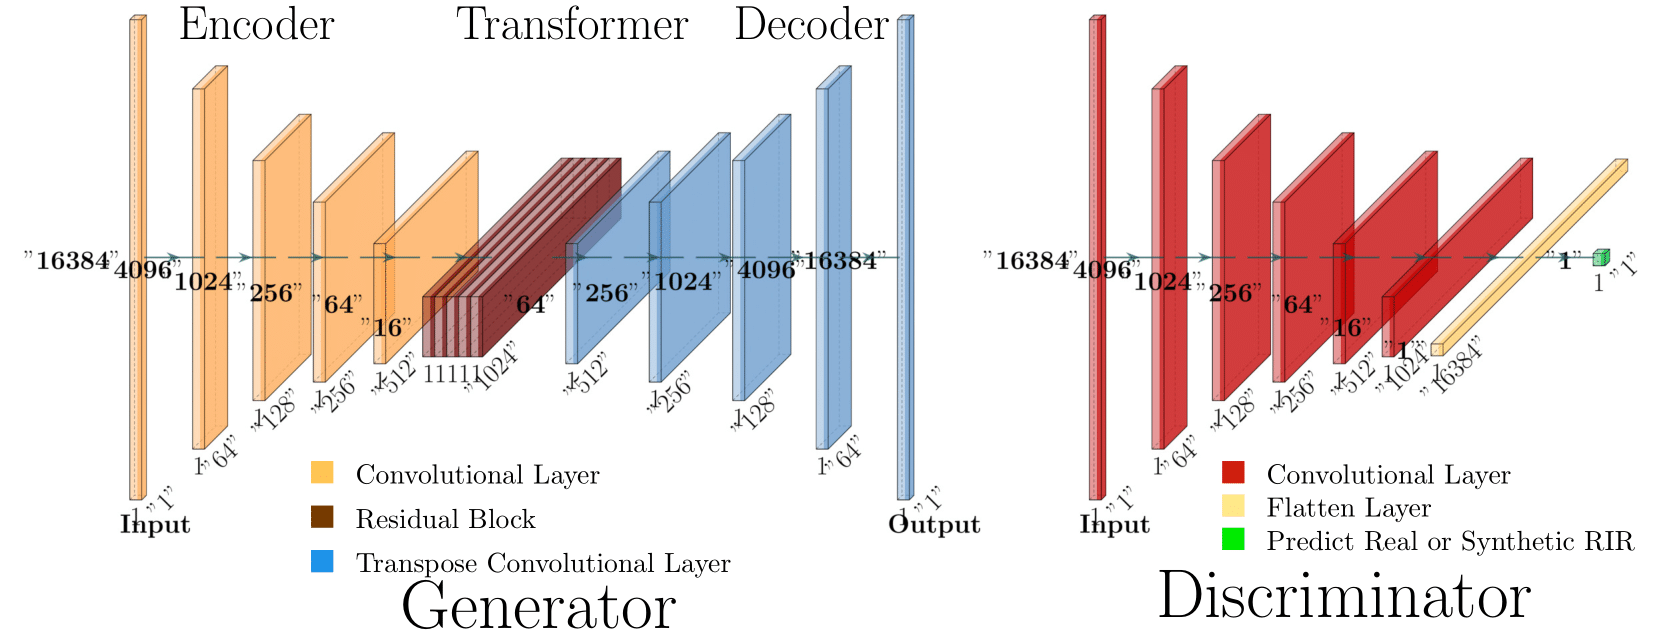 Encoder Transformer Decoder
"16384" "4096" "1024" "256" "64" "16" "64" "256" "1024" "4096" "16384"
1 "1"
Input
1 "64"
1 "128"
1 "256"
1 "512"
11111 "1024"
1 "512"
1 "256"
1 "128"
1 "64"
1 "1"
Output
Convolutional Layer
Residual Block
Transpose Convolutional Layer
Generator
"16384" "4096" "1024" "256" "64" "16" "1" "1"
1 "1"
Input
1 "64"
1 "128"
1 "256"
1 "512"
1 "1024"
1 "16384"
1 "1"
Convolutional Layer
Flatten Layer
Predict Real or Synthetic RIR
Discriminator